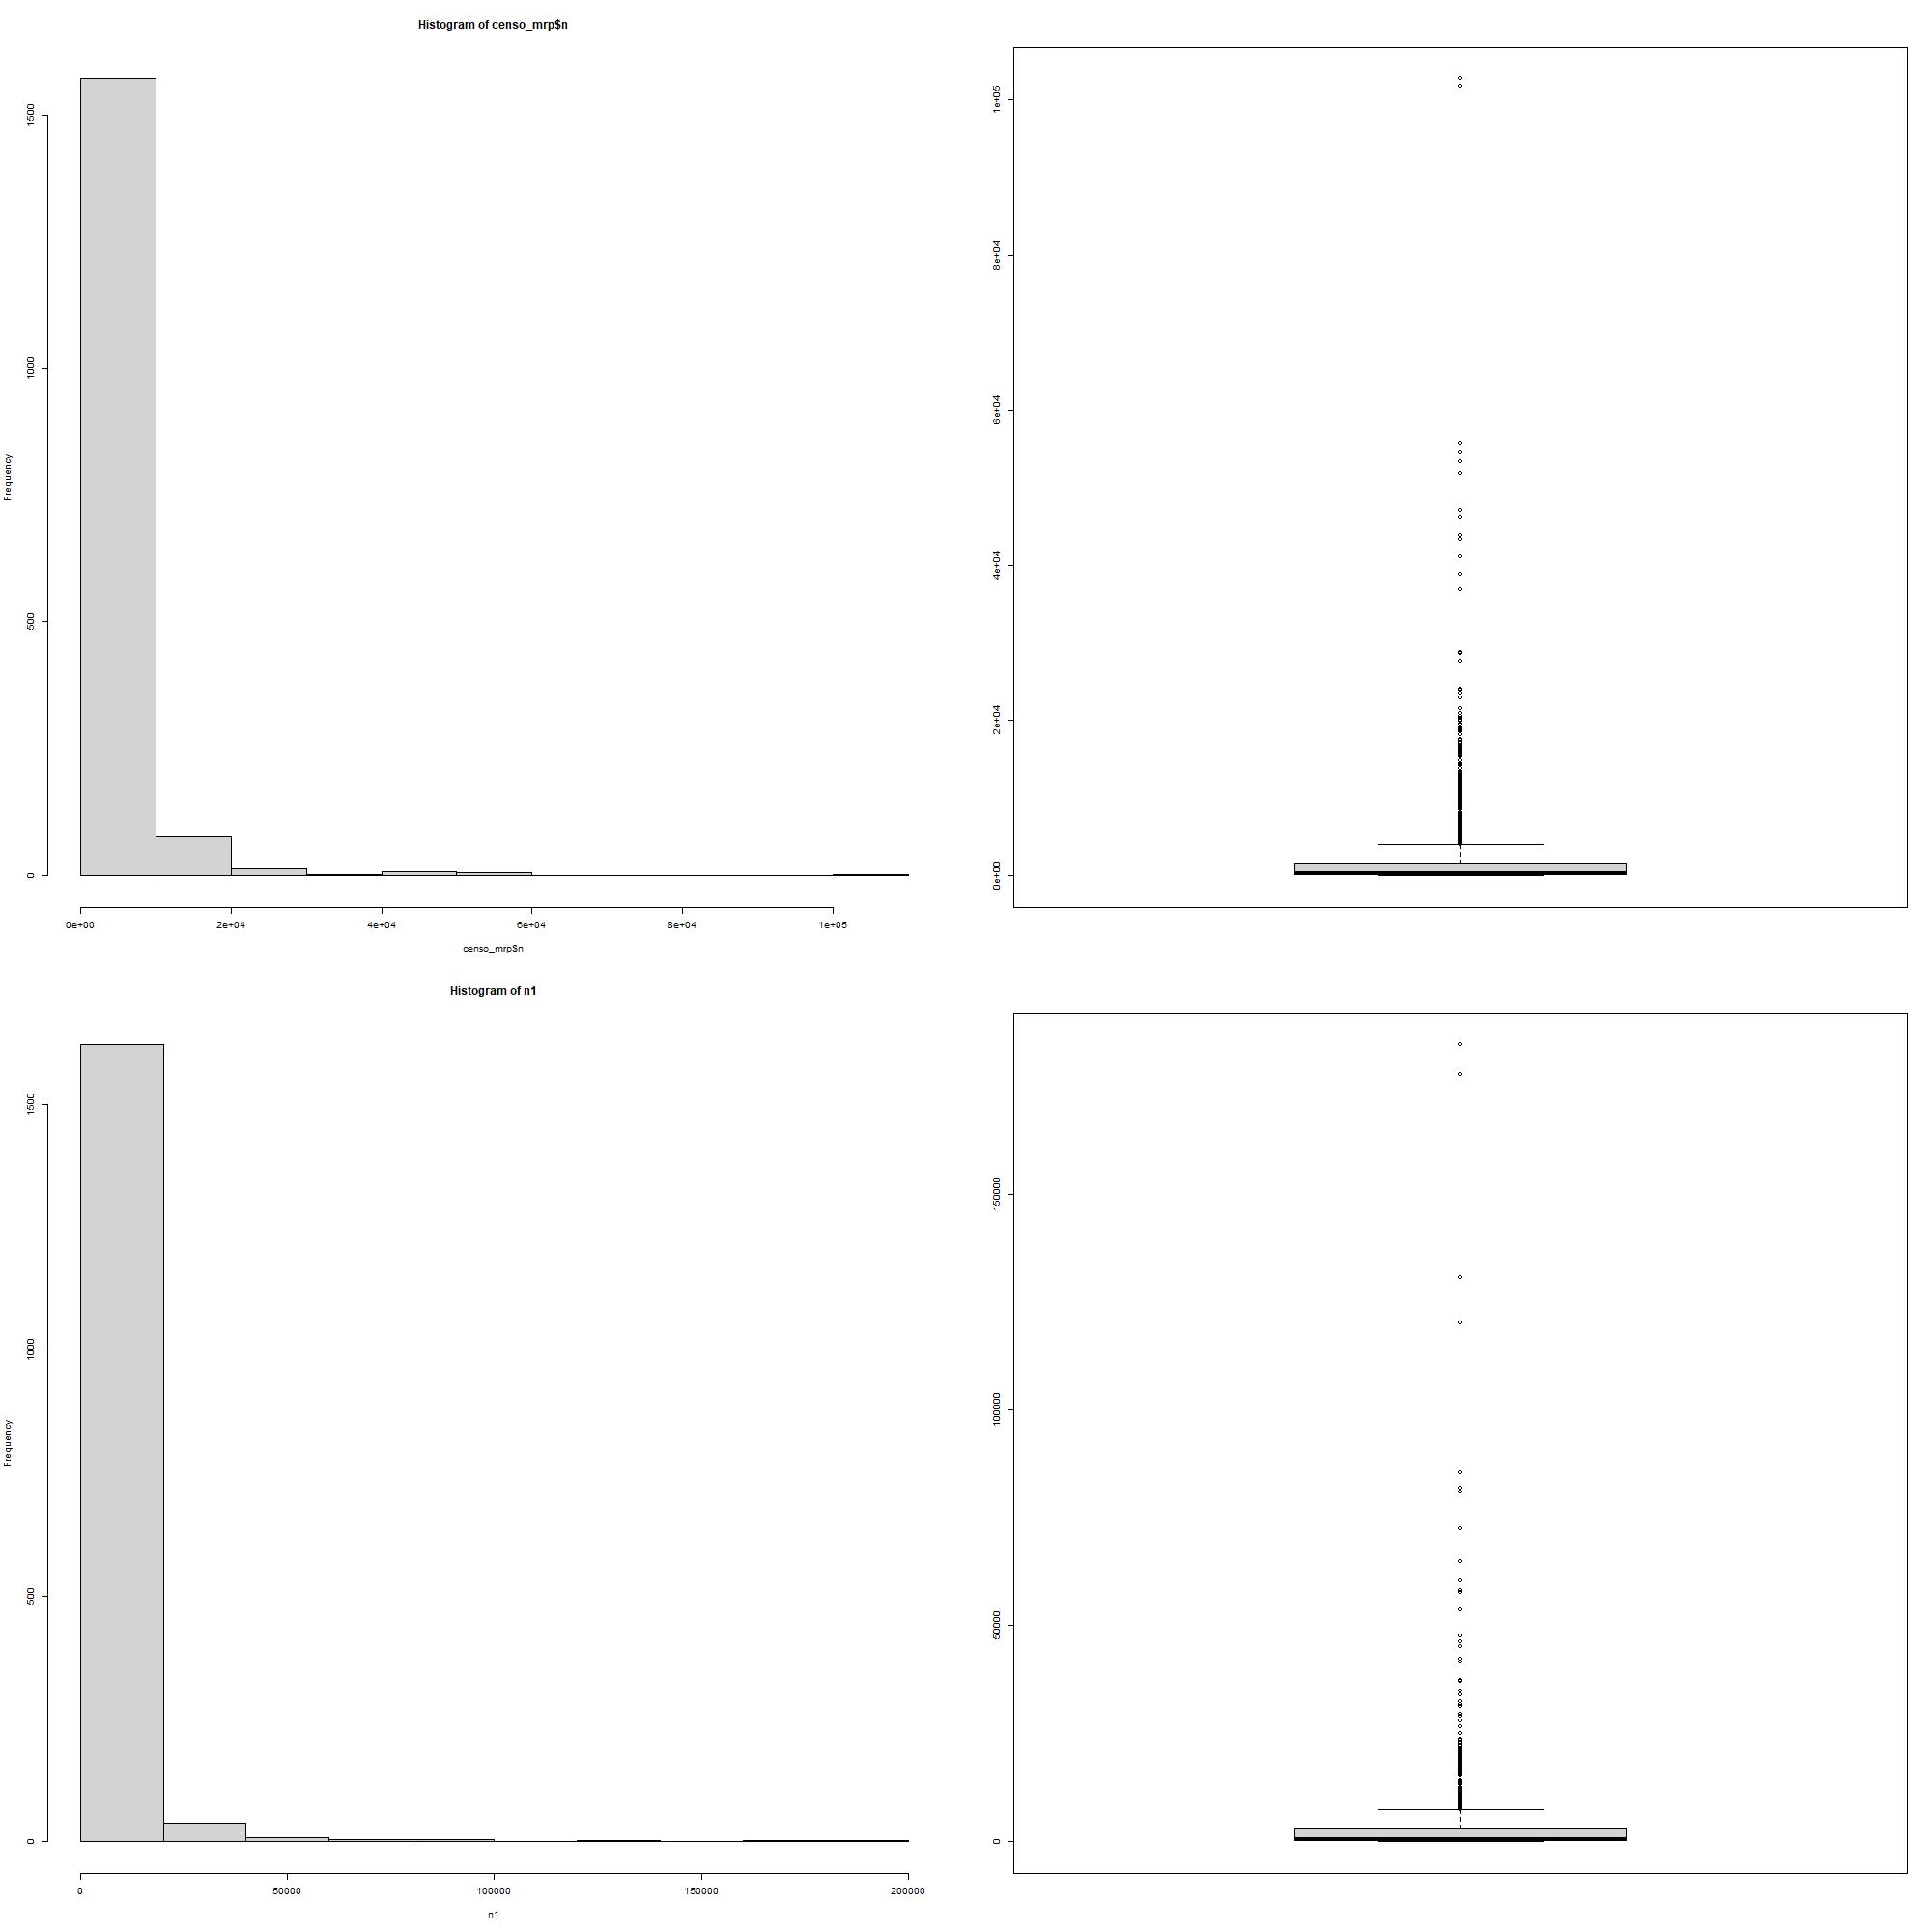 Histogram of censo_mrp$n
Frequency
1500
1000
500
0
0e+00 2e+04 4e+04 6e+04 8e+04 1e+05
censo_mrp$n
1e+05
8e+04
6e+04
4e+04
2e+04
0e+00
Histogram of n1
Frequency
1500
1000
500
0
0 50000 100000 150000 200000
n1
150000
100000
50000
0